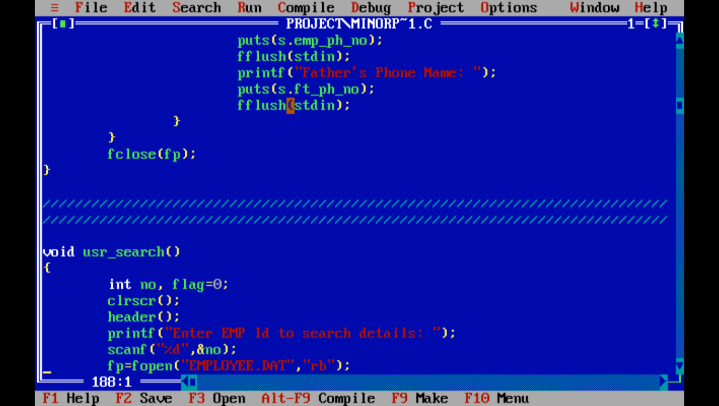 ≡ File Edit Search Run Compile Debug Project Options Window Help
[■] PROJECT\MINORP~1.C 1=[↕]
puts(s.emp_ph_no);
fflush(stdin);
printf("Father's Phone Name: ");
puts(s.ft_ph_no);
fflush(stdin);
}
}
fclose(fp);
}
//////////////////////////////////////////////////////////////////////////////
//////////////////////////////////////////////////////////////////////////////
void usr_search()
{
int no, flag=0;
clrscr();
header();
printf("Enter EMP Id to search details: ");
scanf("%d",&no);
fp=fopen("EMPLOYEE.DAT","rb");
188:1
F1 Help F2 Save F3 Open Alt-F9 Compile F9 Make F10 Menu